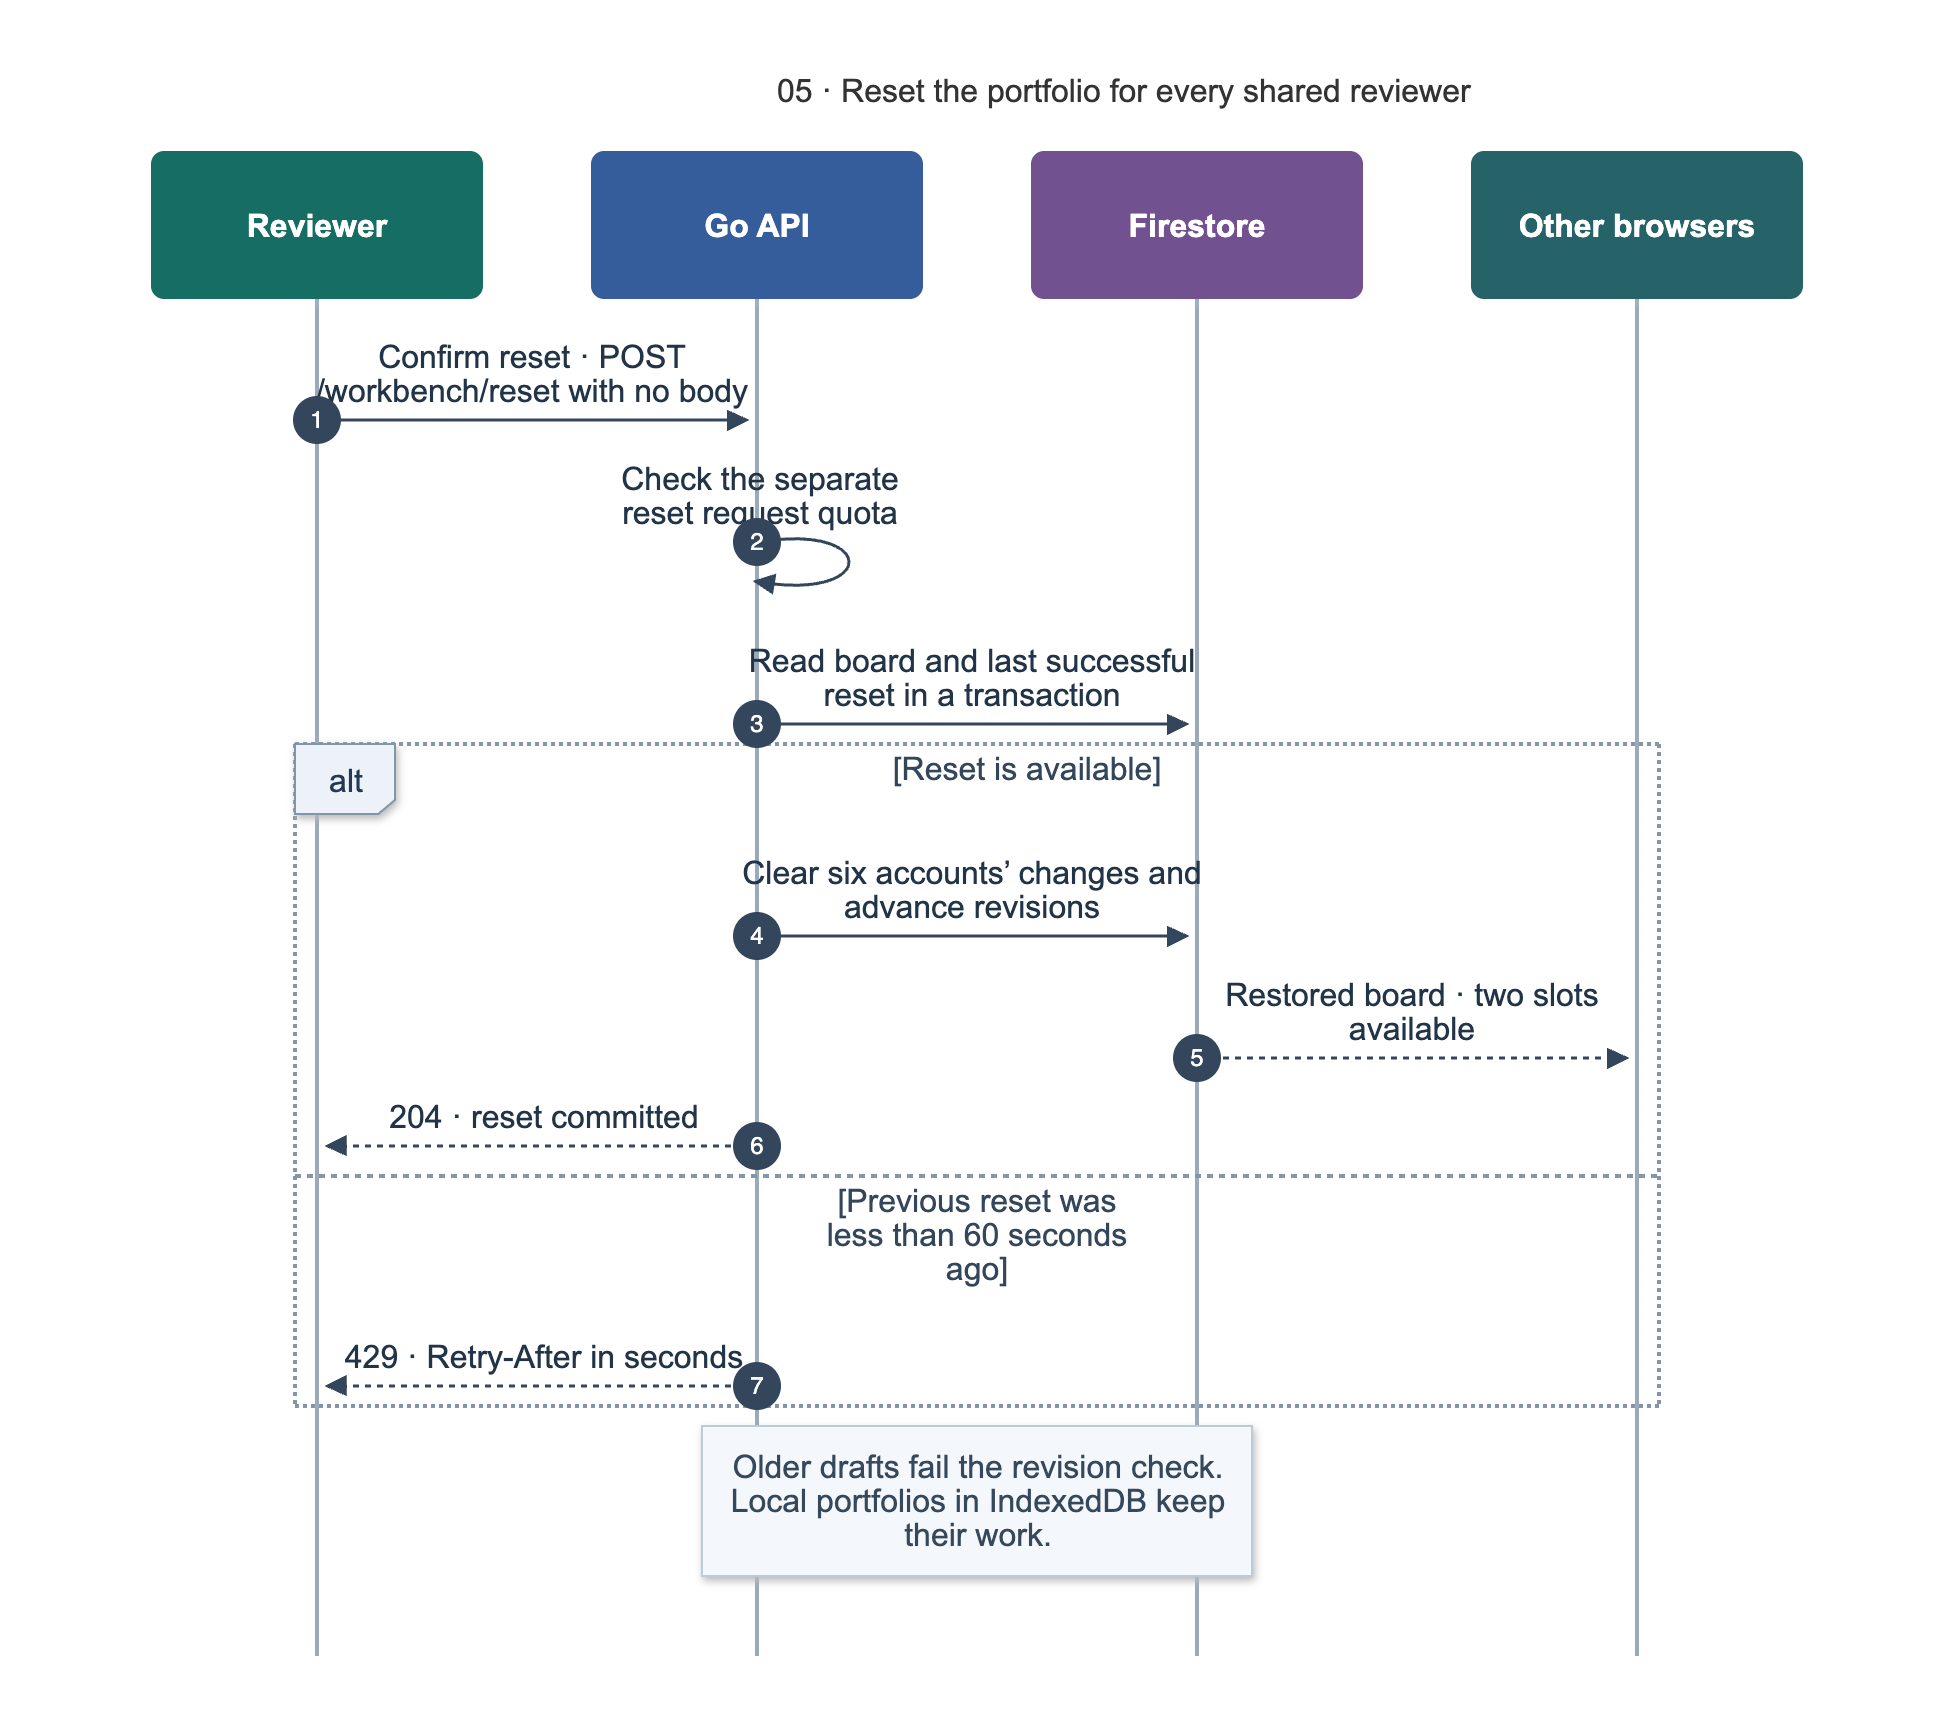 05 · Reset the portfolio for every shared reviewer
Reviewer
Go API
Firestore
Other browsers
Confirm reset · POST
/workbench/reset with no body
1
Check the separate
reset request quota
2
Read board and last successful
reset in a transaction
3
alt
[Reset is available]
Clear six accounts’ changes and
advance revisions
4
Restored board · two slots
available
5
204 · reset committed
6
[Previous reset was
less than 60 seconds
ago]
429 · Retry-After in seconds
7
Older drafts fail the revision check.
Local portfolios in IndexedDB keep
their work.